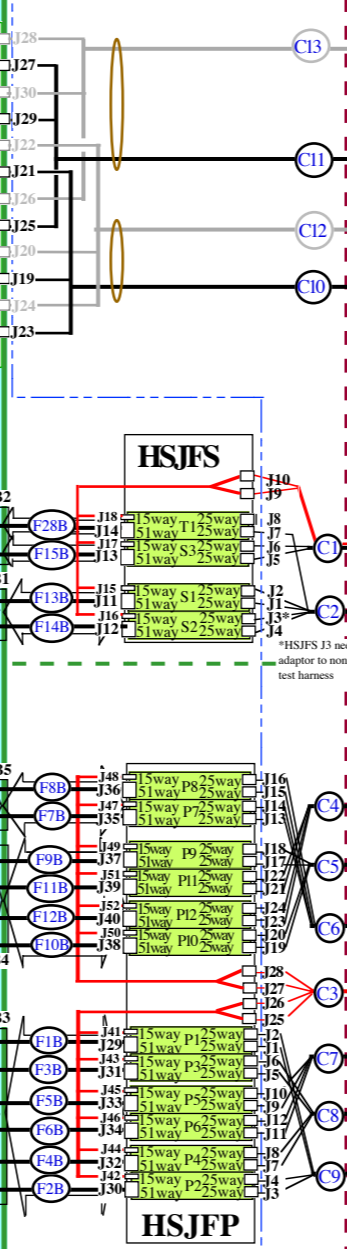 J28
C13
J27
J30
J29
J22
C11
J21
J26
J25
C12
J20
J19
C10
J24
J23
HSJFS
J10
J9
F28B
J18
J14
15way T1 25way
51way 25way
J8
J7
F15B
J17
J13
15way S3 25way
51way 25way
J6
J5
C1
F13B
J15
J11
15way S1 25way
51way 25way
J2
J1
C2
F14B
J16
J12
15way S2 25way
51way 25way
J3*
J4
*HSJFS J3 nee
adaptor to non
test harness
F8B
J48
J36
15way P8 25way
51way 25way
J16
J15
C4
F7B
J47
J35
15way P7 25way
51way 25way
J14
J13
F9B
J49
J37
15way P9 25way
51way 25way
J18
J17
C5
F11B
J51
J39
15way P11 25way
51way 25way
J22
J21
F12B
J52
J40
15way P12 25way
51way 25way
J24
J23
C6
F10B
J50
J38
15way P10 25way
51way 25way
J20
J19
J28
J27
C3
J26
J25
F1B
J41
J29
15way P1 25way
51way 25way
J2
J1
C7
F3B
J43
J31
15way P3 25way
51way 25way
J6
J5
F5B
J45
J33
15way P5 25way
51way 25way
J10
J9
C8
F6B
J46
J34
15way P6 25way
51way 25way
J12
J11
F4B
J44
J32
15way P4 25way
51way 25way
J8
J7
C9
F2B
J42
J30
15way P2 25way
51way 25way
J4
J3
HSJFP